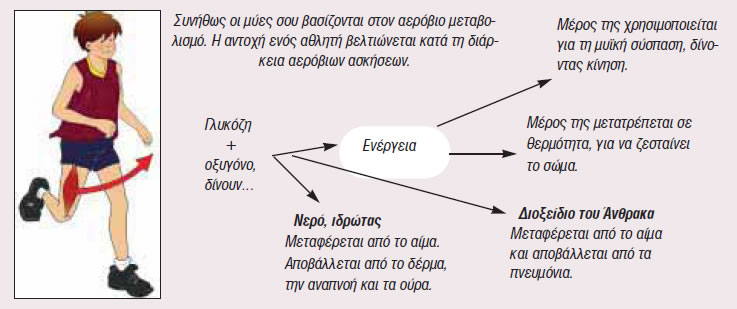 Συνήθως οι μύες σου βασίζονται στον αερόβιο μεταβο-
λισμό. Η αντοχή ενός αθλητή βελτιώνεται κατά τη διάρ-
κεια αερόβιων ασκήσεων.
Μέρος της χρησιμοποιείται
για τη μυϊκή σύσπαση, δίνο-
ντας κίνηση.
Γλυκόζη
+
οξυγόνο,
δίνουν...
Ενέργεια
Μέρος της μετατρέπεται σε
θερμότητα, για να ζεσταίνει
το σώμα.
Νερό, ιδρώτας
Μεταφέρεται από το αίμα.
Αποβάλλεται από το δέρμα,
την αναπνοή και τα ούρα.
Διοξείδιο του Άνθρακα
Μεταφέρεται από το αίμα
και αποβάλλεται από τα
πνευμόνια.